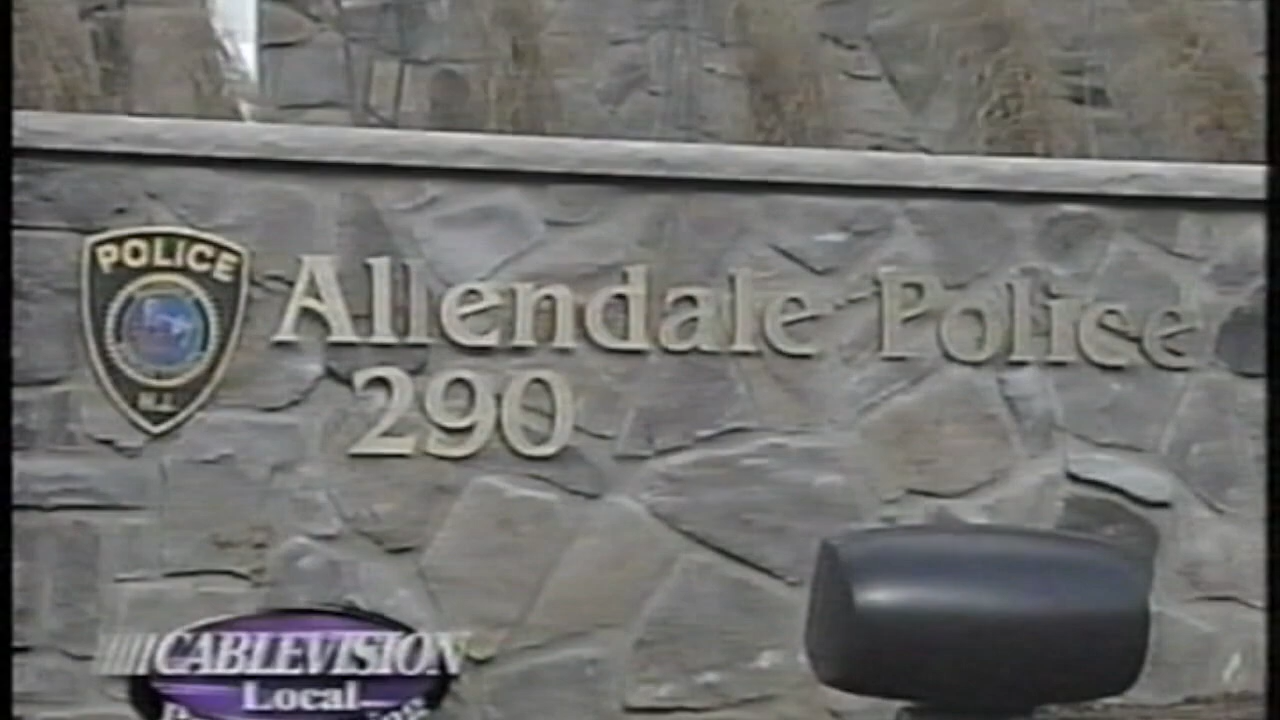 POLICE
N.J.
Allendale Police
290
CABLEVISION
Local